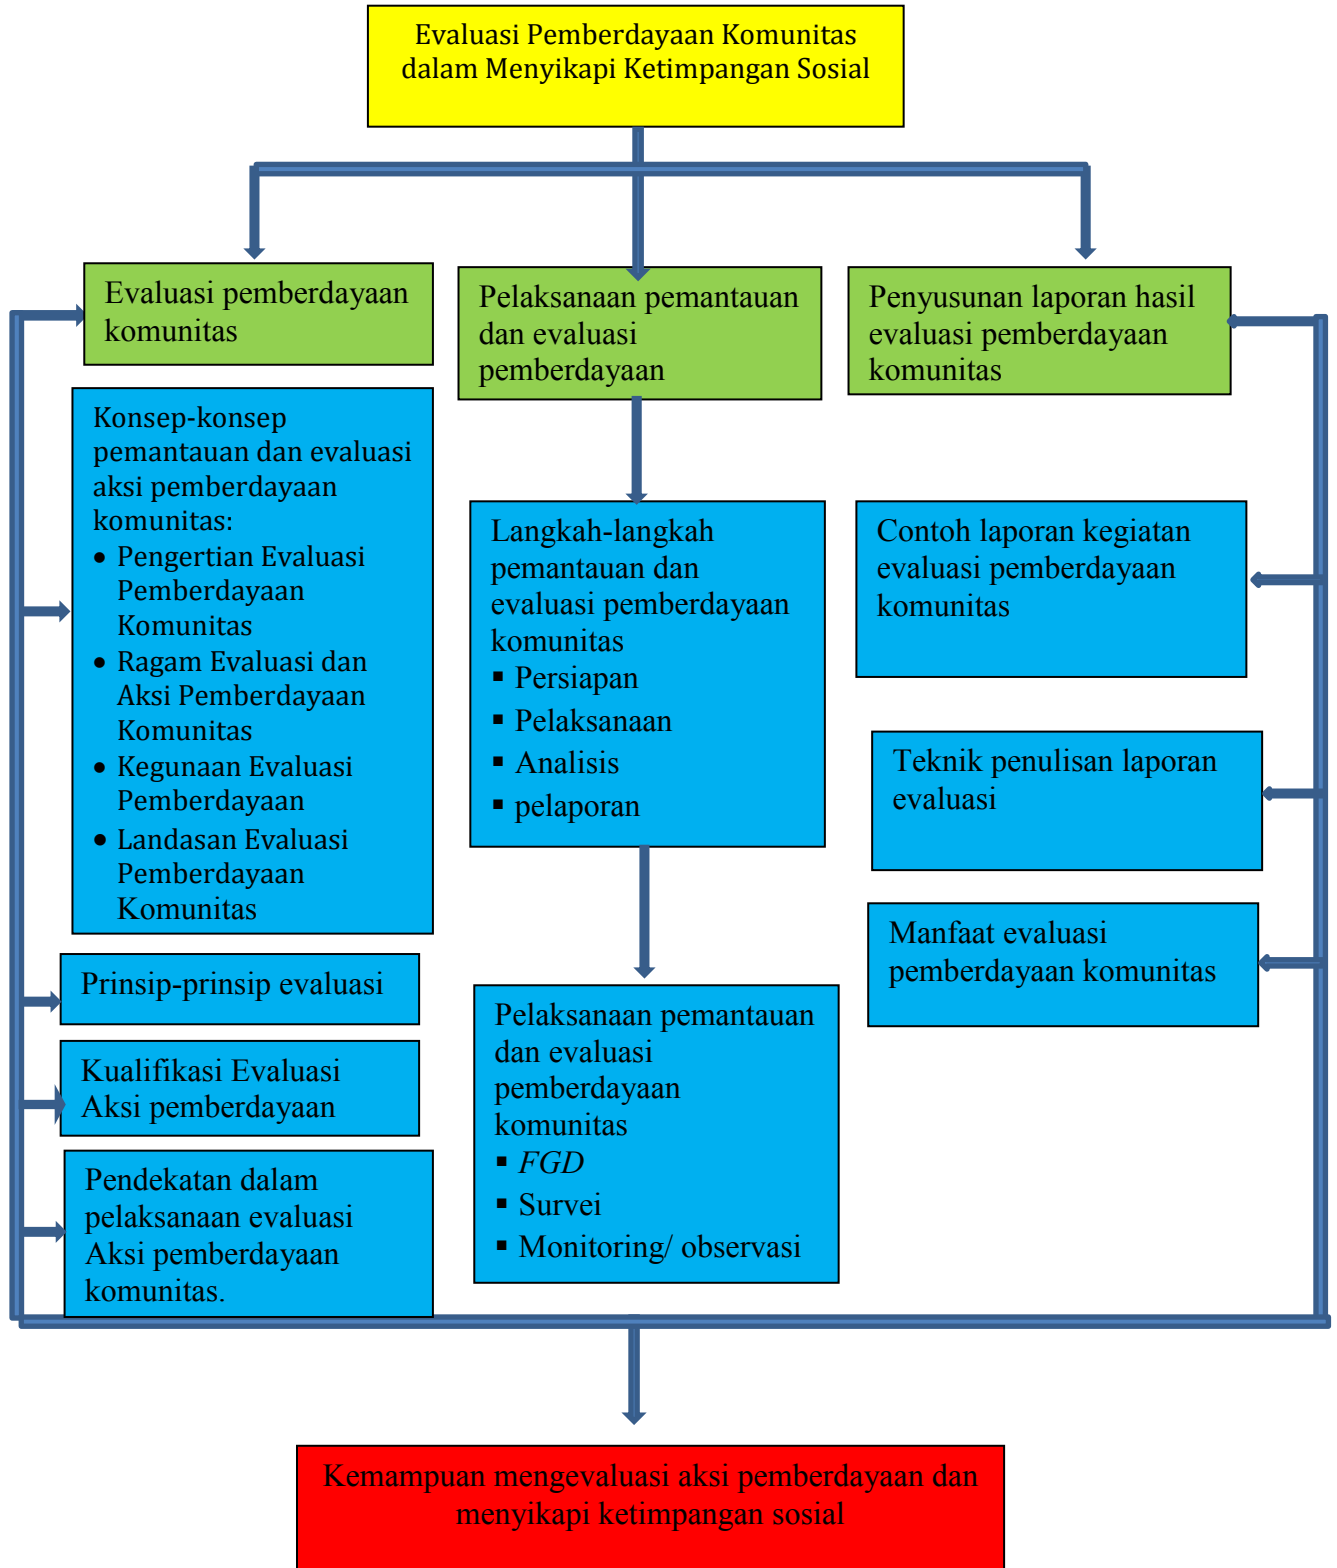 Evaluasi Pemberdayaan Komunitas
dalam Menyikapi Ketimpangan Sosial
Evaluasi pemberdayaan
komunitas
Konsep-konsep
pemantauan dan evaluasi
aksi pemberdayaan
komunitas:
• Pengertian Evaluasi
Pemberdayaan
Komunitas
• Ragam Evaluasi dan
Aksi Pemberdayaan
Komunitas
• Kegunaan Evaluasi
Pemberdayaan
• Landasan Evaluasi
Pemberdayaan
Komunitas
Prinsip-prinsip evaluasi
Kualifikasi Evaluasi
Aksi pemberdayaan
Pendekatan dalam
pelaksanaan evaluasi
Aksi pemberdayaan
komunitas.
Pelaksanaan pemantauan
dan evaluasi
pemberdayaan
Langkah-langkah
pemantauan dan
evaluasi pemberdayaan
komunitas
▪ Persiapan
▪ Pelaksanaan
▪ Analisis
▪ pelaporan
Pelaksanaan pemantauan
dan evaluasi
pemberdayaan
komunitas
▪ FGD
▪ Survei
▪ Monitoring/ observasi
Penyusunan laporan hasil
evaluasi pemberdayaan
komunitas
Contoh laporan kegiatan
evaluasi pemberdayaan
komunitas
Teknik penulisan laporan
evaluasi
Manfaat evaluasi
pemberdayaan komunitas
Kemampuan mengevaluasi aksi pemberdayaan dan
menyikapi ketimpangan sosial